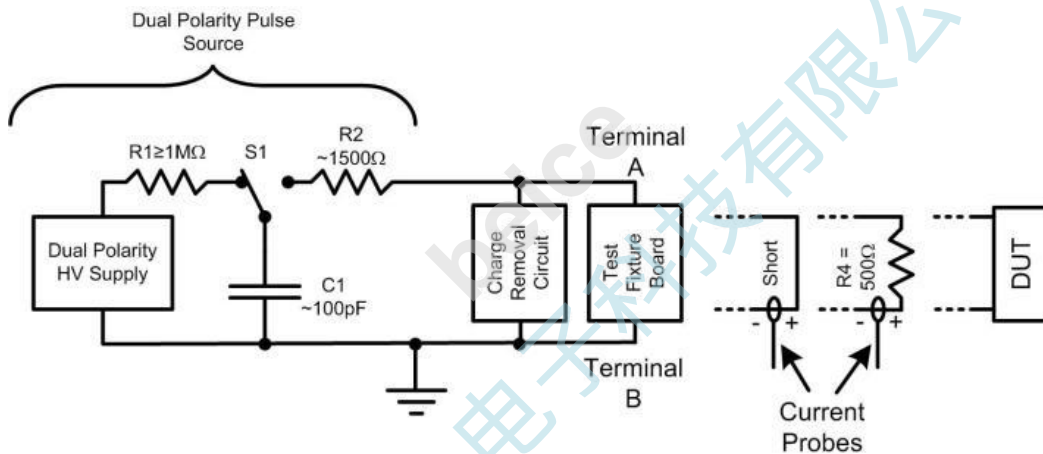 Dual Polarity Pulse
Source
R1≥1MΩ
S1
R2
~1500Ω
Terminal
A
Dual Polarity
HV Supply
C1
~100pF
Charge
Removal
Circuit
Test
Fixture
Board
Short
- +
R4 =
500Ω
- +
DUT
Terminal
B
Current
Probes
beice
电子科技有限公